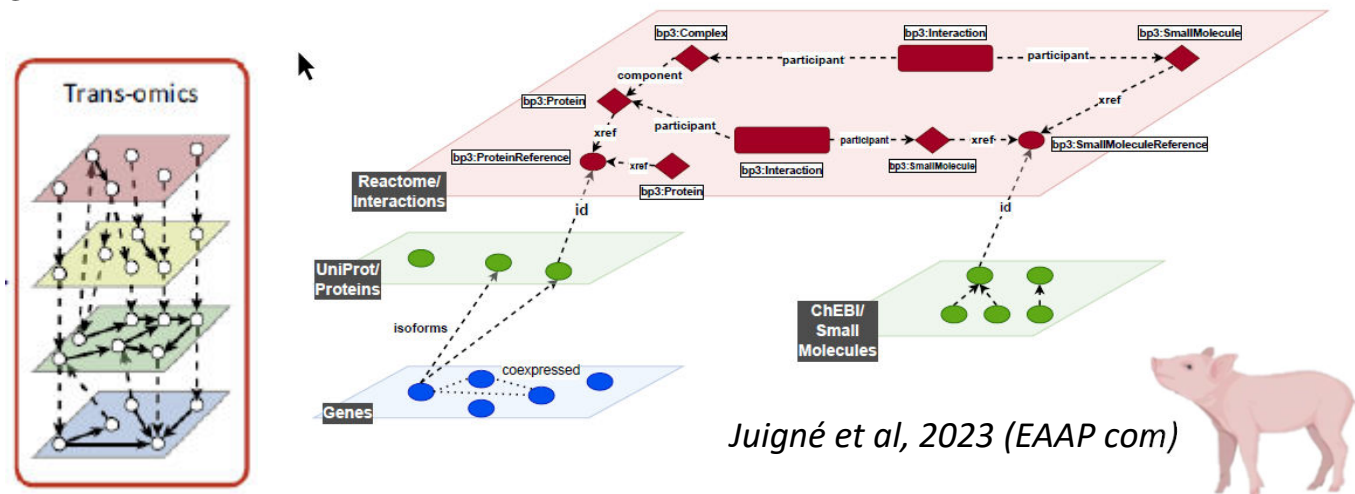 Trans-omics
bp3:Complex
bp3:Interaction
bp3:SmallMolecule
participant
participant
component
bp3:Protein
xref
xref
participant
participant
xref
bp3:ProteinReference
bp3:SmallMoleculeReference
xref
bp3:Protein
bp3:Interaction
bp3:SmallMolecule
Reactome/
Interactions
id
id
UniProt/
Proteins
ChEBI/
Small
Molecules
isoforms
coexpressed
Genes
Juigné et al, 2023 (EAAP com)